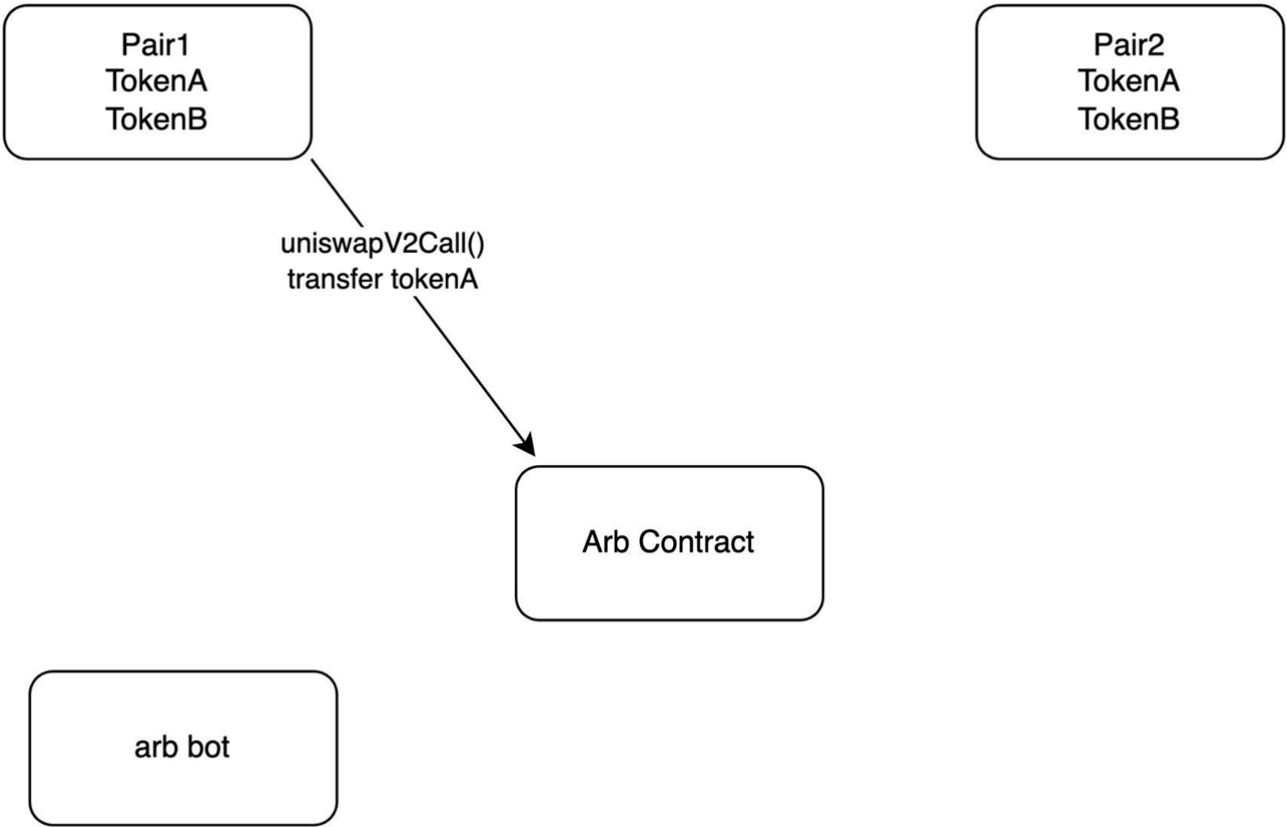 Pair1
TokenA
TokenB
Pair2
TokenA
TokenB
uniswapV2Call()
transfer tokenA
Arb Contract
arb bot